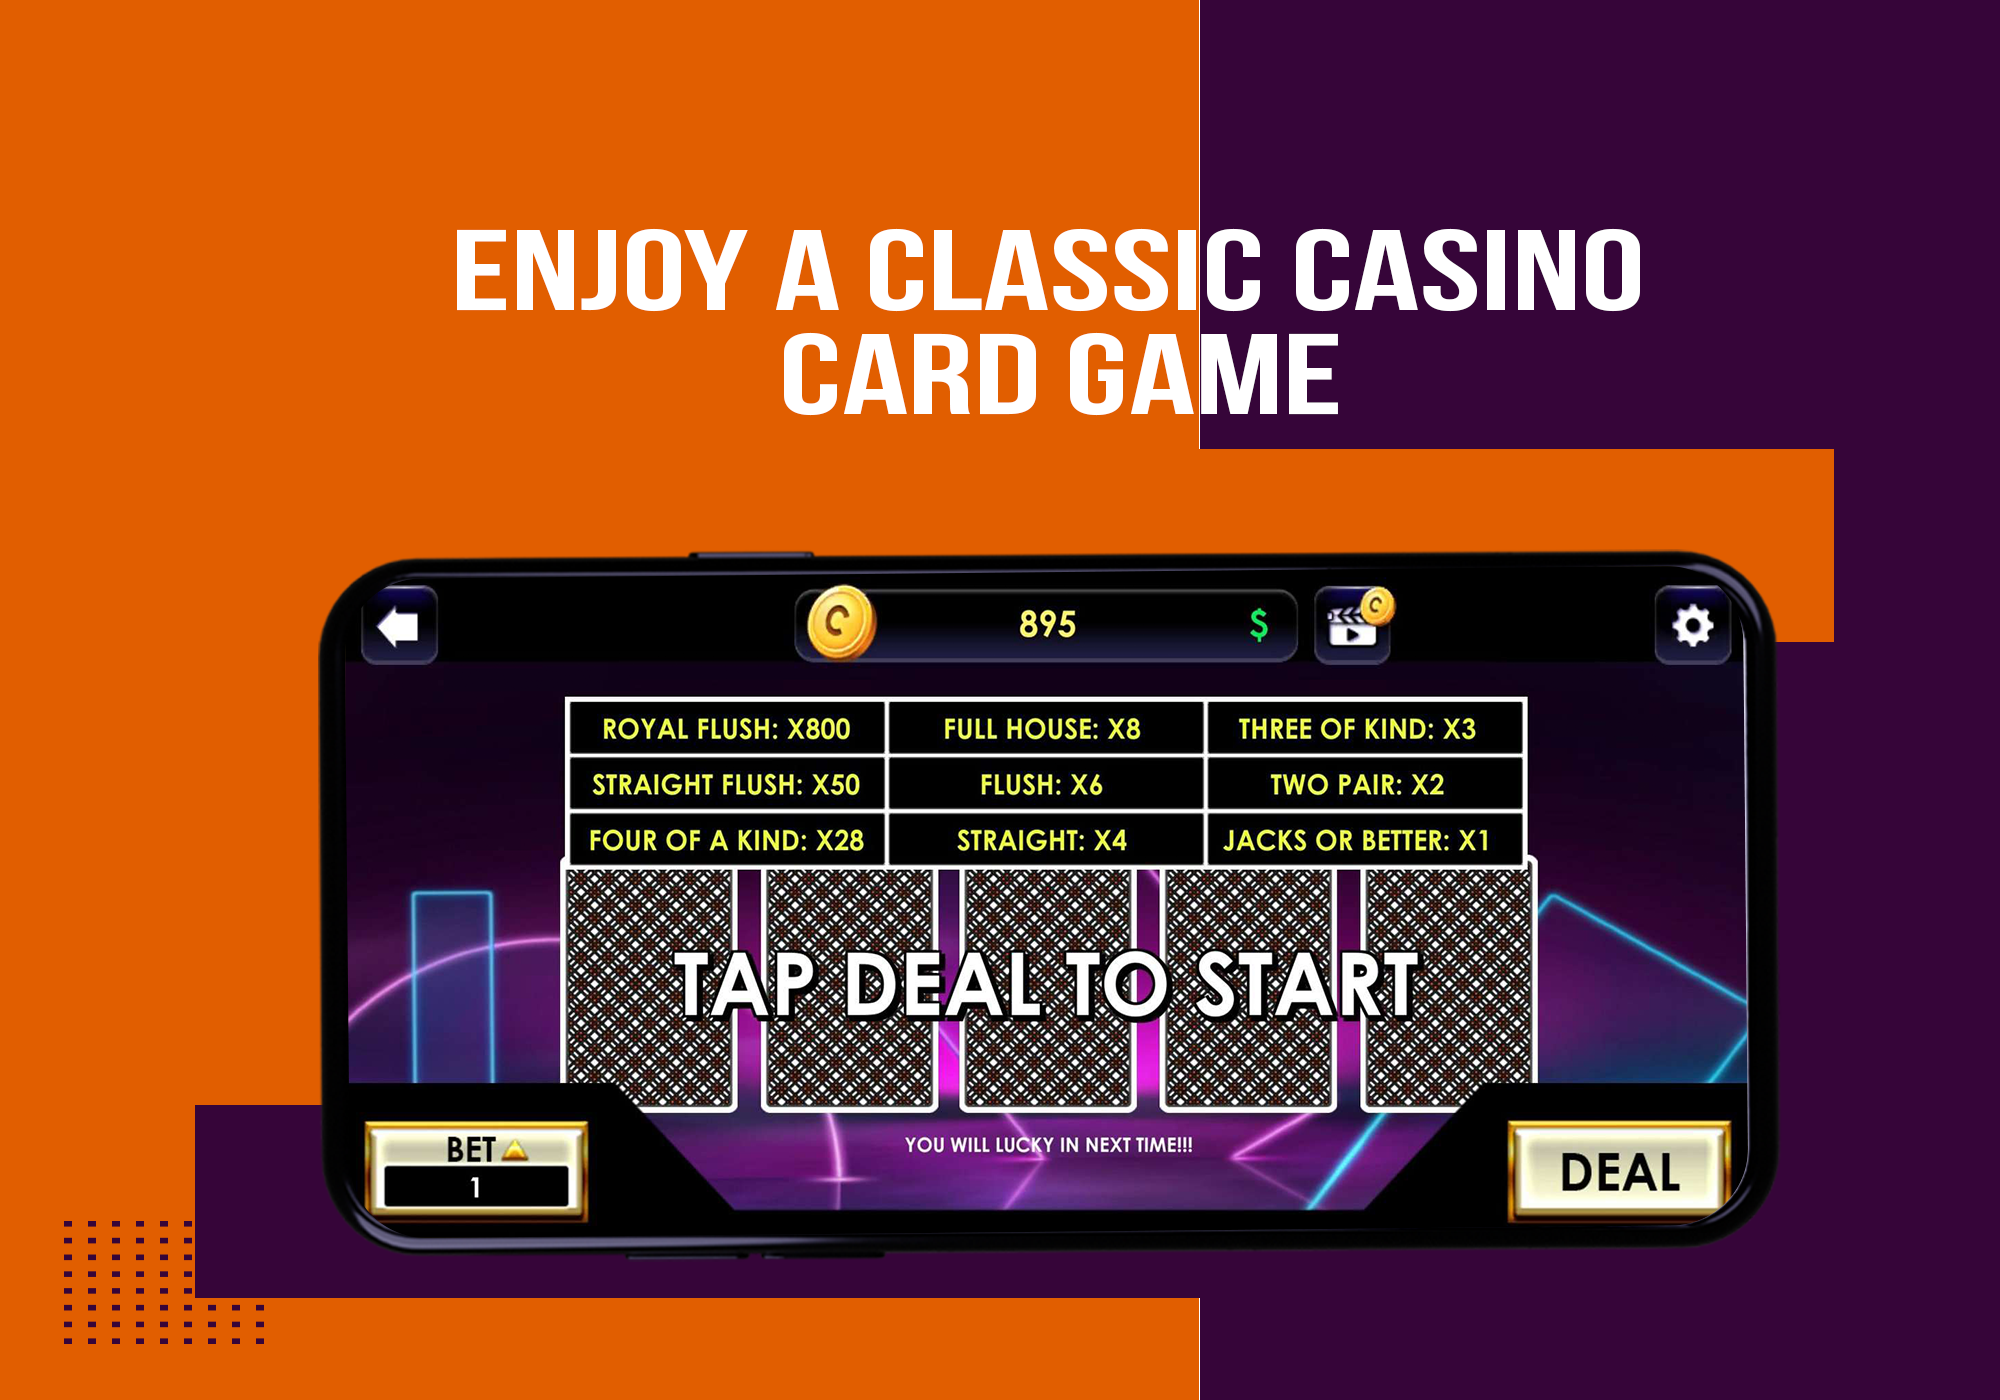 ENJOY A CLASSIC CASINO
CARD GAME
C
895
$
C
ROYAL FLUSH: X800
FULL HOUSE: X8
THREE OF KIND: X3
STRAIGHT FLUSH: X50
FLUSH: X6
TWO PAIR: X2
FOUR OF A KIND: X28
STRAIGHT: X4
JACKS OR BETTER: X1
TAP DEAL TO START
YOU WILL LUCKY IN NEXT TIME!!!
BET
1
DEAL